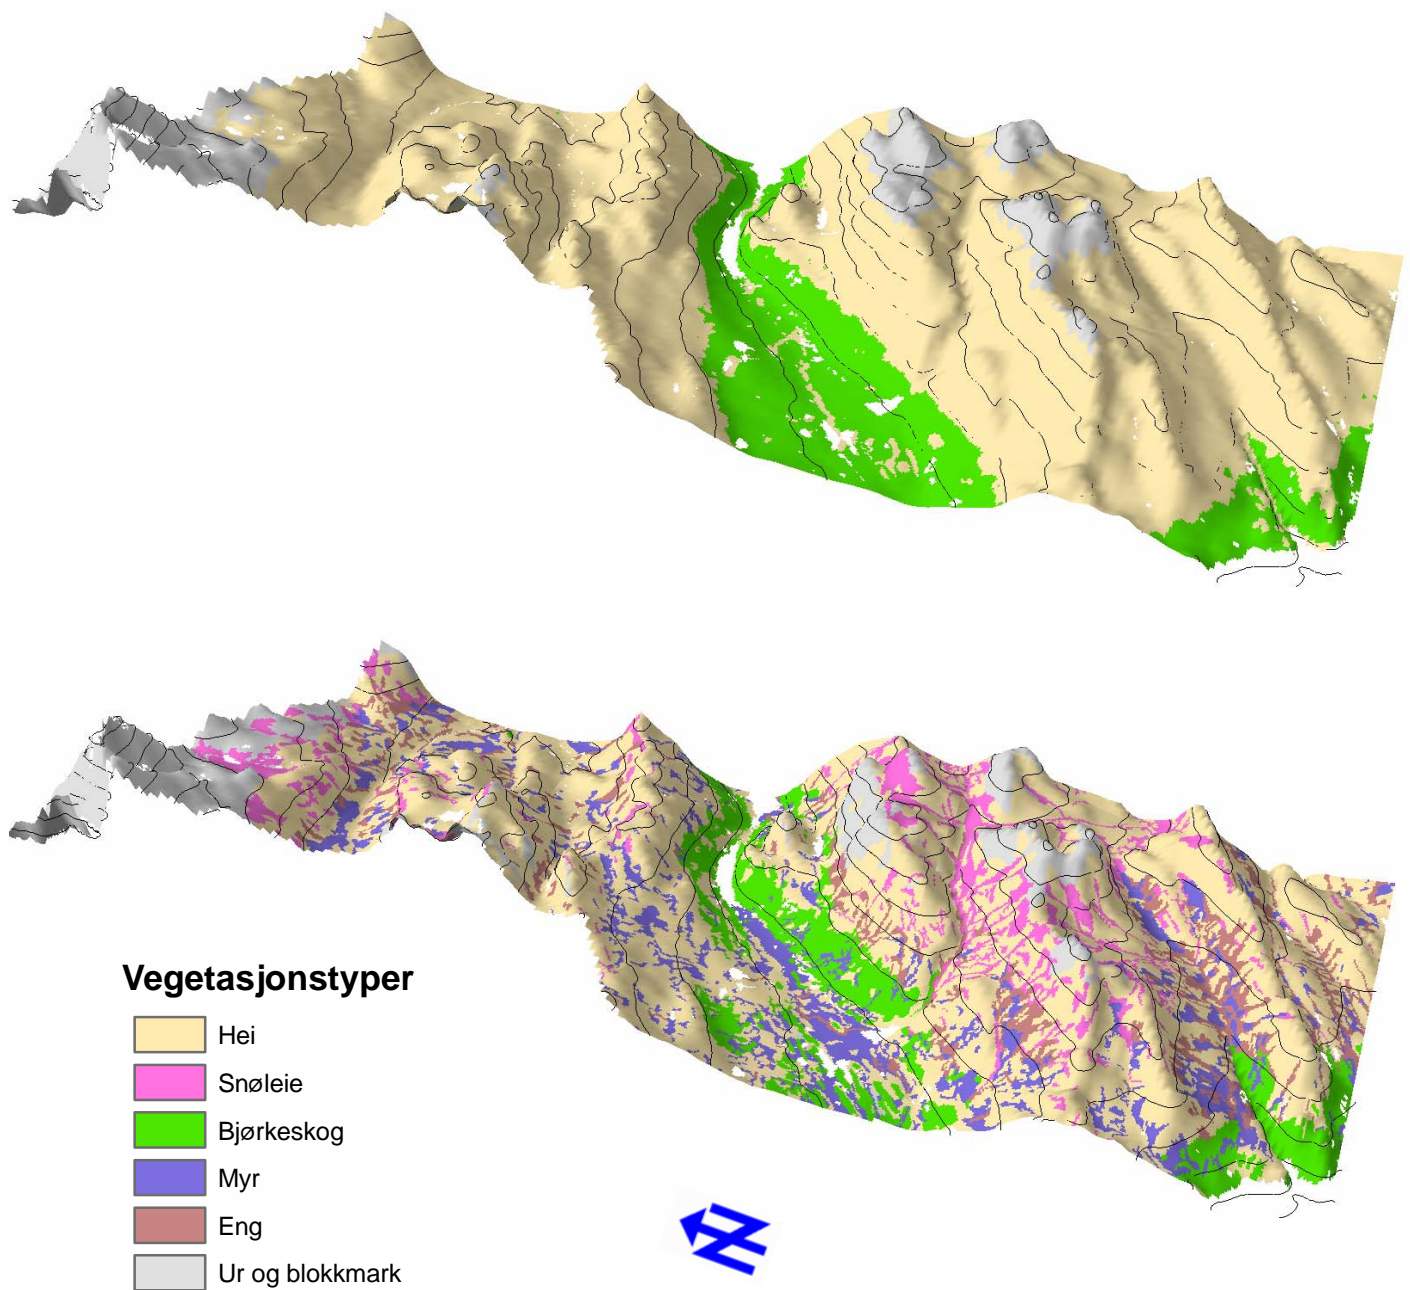 Vegetasjonstyper
Hei
Snøleie
Bjørkeskog
Myr
Eng
Ur og blokkmark
N